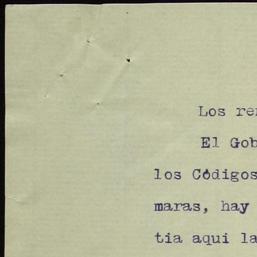 Los re
El Gob
los Códigos
maras, hay
tia aqui la